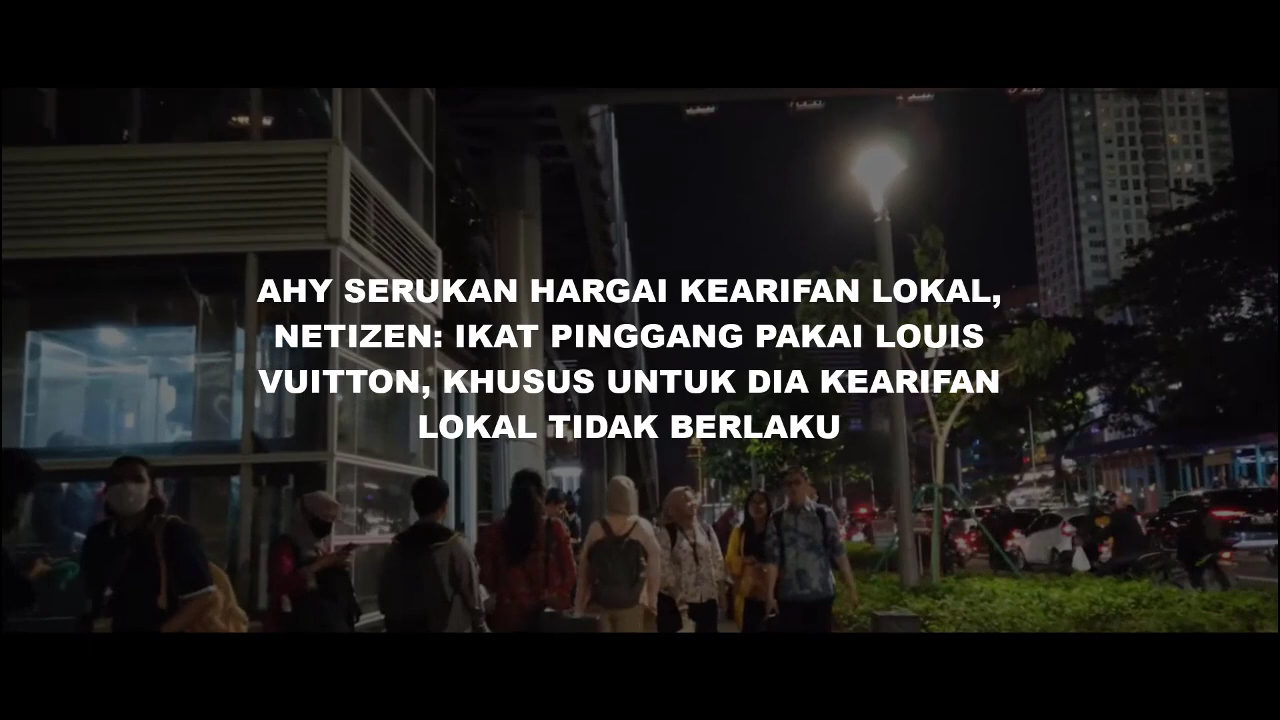 AHY SERUKAN HARGAI KEARIFAN LOKAL,
NETIZEN: IKAT PINGGANG PAKAI LOUIS
VUITTON, KHUSUS UNTUK DIA KEARIFAN
LOKAL TIDAK BERLAKU